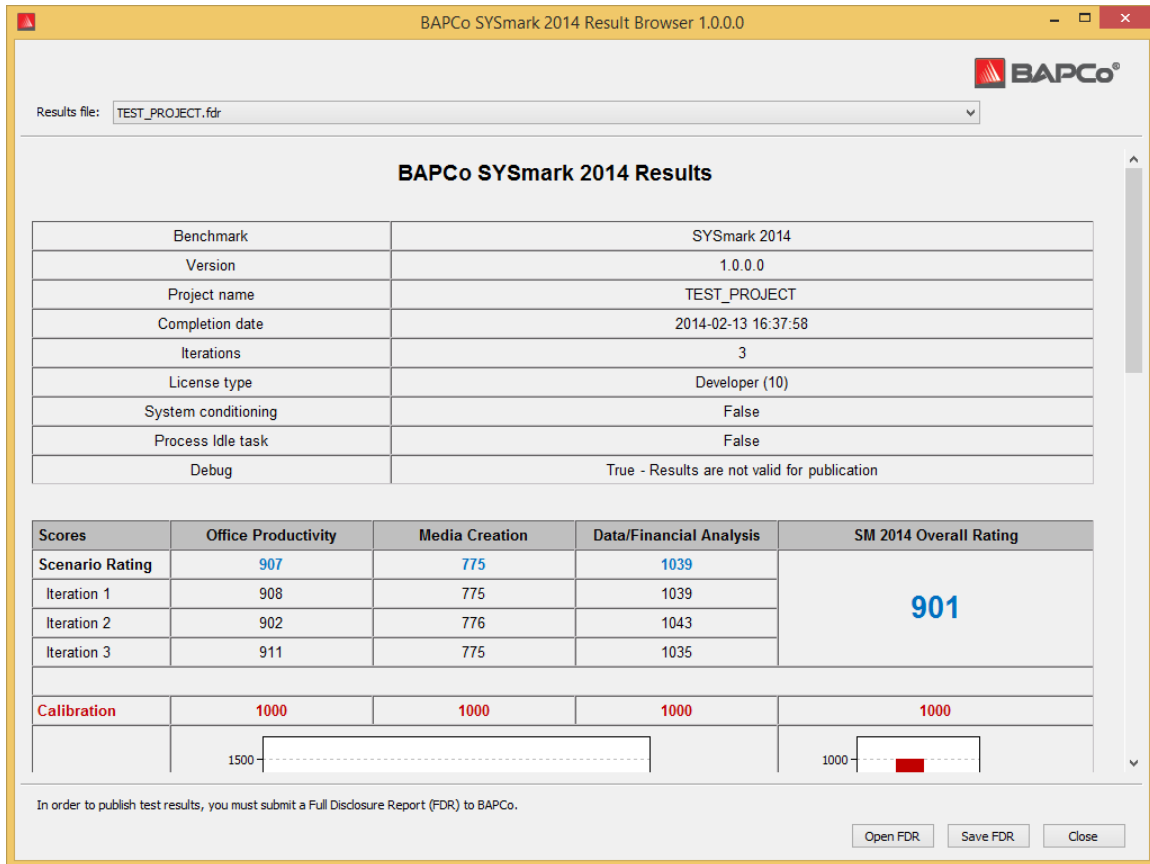 BAPCo SYSmark 2014 Result Browser 1.0.0.0
BAPCo®
Results file: TEST_PROJECT.fdr
BAPCo SYSmark 2014 Results
Benchmark SYSmark 2014
Version 1.0.0.0
Project name TEST_PROJECT
Completion date 2014-02-13 16:37:58
Iterations 3
License type Developer (10)
System conditioning False
Process Idle task False
Debug True - Results are not valid for publication
Scores Office Productivity Media Creation Data/Financial Analysis SM 2014 Overall Rating
Scenario Rating 907 775 1039 901
Iteration 1 908 775 1039
Iteration 2 902 776 1043
Iteration 3 911 775 1035
Calibration 1000 1000 1000 1000
1500 1000
In order to publish test results, you must submit a Full Disclosure Report (FDR) to BAPCo.
Open FDR Save FDR Close